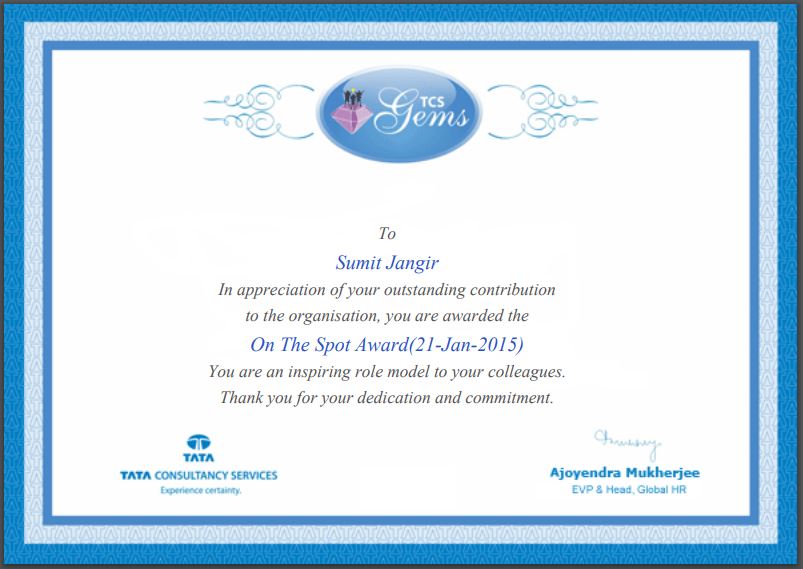 TCS
Gems
To
Sumit Jangir
In appreciation of your outstanding contribution
to the organisation, you are awarded the
On The Spot Award(21-Jan-2015)
You are an inspiring role model to your colleagues.
Thank you for your dedication and commitment.
TATA
TATA CONSULTANCY SERVICES
Experience certainty.
Ajoyendra Mukherjee
EVP & Head, Global HR